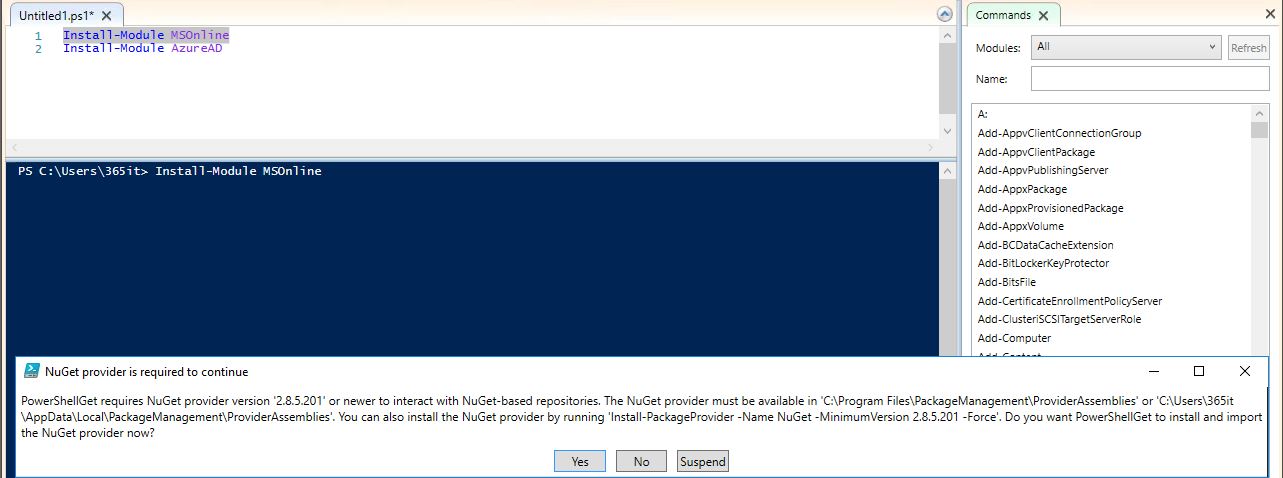 Untitled1.ps1* X
1 Install-Module MSOnline
2 Install-Module AzureAD
PS C:\Users\365it> Install-Module MSOnline
Commands X
Modules: All Refresh
Name:
A:
Add-AppvClientConnectionGroup
Add-AppvClientPackage
Add-AppvPublishingServer
Add-AppxPackage
Add-AppxProvisionedPackage
Add-AppxVolume
Add-BCDataCacheExtension
Add-BitLockerKeyProtector
Add-BitsFile
Add-CertificateEnrollmentPolicyServer
Add-ClusteriSCSITargetServerRole
Add-Computer
Add-Content
NuGet provider is required to continue
PowerShellGet requires NuGet provider version '2.8.5.201' or newer to interact with NuGet-based repositories. The NuGet provider must be available in 'C:\Program Files\PackageManagement\ProviderAssemblies' or 'C:\Users\365it
\AppData\Local\PackageManagement\ProviderAssemblies'. You can also install the NuGet provider by running 'Install-PackageProvider -Name NuGet -MinimumVersion 2.8.5.201 -Force'. Do you want PowerShellGet to install and import
the NuGet provider now?
Yes No Suspend